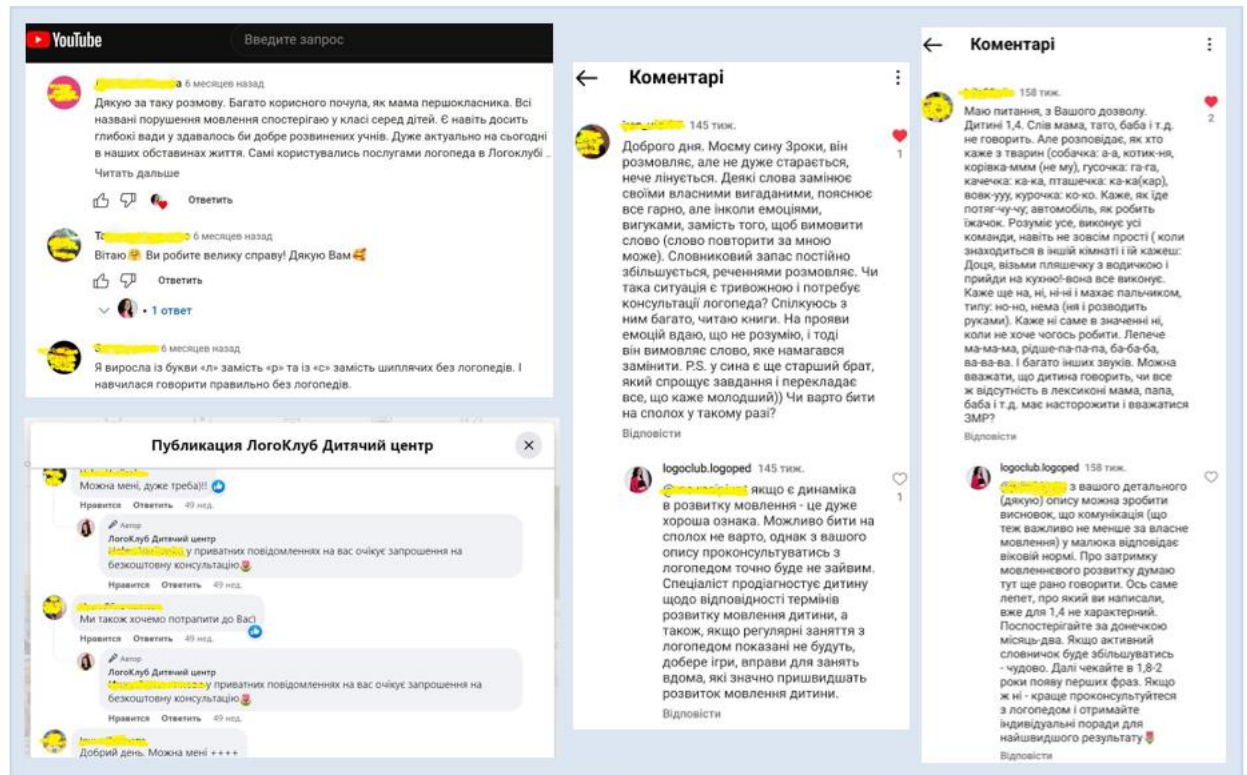 YouTube
Введите запрос
а 6 месяцев назад
Дякую за таку розмову. Багато корисного почула, як мама першокласника. Всі
названі порушення мовлення спостерігаю у класі серед дітей. Є навіть досить
глибокі вади у здавалось би добре розвинених учнів. Дуже актуально на сьогодні
в наших обставинах життя. Самі користувались послугами логопеда в Логоклубі ..
Читать дальше
Ответить
6 месяцев назад
Вітаю🤗 Ви робите велику справу! Дякую Вам🥰
Ответить
• 1 ответ
6 месяцев назад
Я виросла із букви «л» замість «р» та із «с» замість шиплячих без логопедів. І
навчилася говорити правильно без логопедів.
Публикация ЛогоКлуб Дитячий центр
Можна мені, дуже треба)!!
Нравится Ответить 49 нед.
Автор
ЛогоКлуб Дитячий центр
у приватних повідомленнях на вас очікує запрошення на
безкоштовну консультацію🌷
Нравится Ответить 49 нед.
Ми також хочемо потрапити до Вас)
Нравится Ответить 49 нед.
Автор
ЛогоКлуб Дитячий центр
у приватних повідомленнях на вас очікує запрошення на
безкоштовну консультацію🌷
Нравится Ответить 49 нед.
Добрий день. Можна мені ++++
Коментарі
145 тиж.
Доброго дня. Моєму сину 3роки, він
розмовляє, але не дуже старається,
нече лінується. Деякі слова замінює
своїми власними вигаданими, пояснює
все гарно, але інколи емоціями,
вигуками, замість того, щоб вимовити
слово (слово повторити за мною
може). Словниковий запас постійно
збільшується, реченнями розмовляє. Чи
така ситуація є тривожною і потребує
консультації логопеда? Спілкуюсь з
ним багато, читаю книги. На прояви
емоцій вдаю, що не розумію, і тоді
він вимовляє слово, яке намагався
замінити. P.S. у сина є ще старший брат,
який спрощує завдання і перекладає
все, що каже молодший)) Чи варто бити
на сполох у такому разі?
Відповісти
1
logoclub.logoped 145 тиж.
якщо є динаміка
в розвитку мовлення - це дуже
хороша ознака. Можливо бити на
сполох не варто, однак з вашого
опису проконсультуватись з
логопедом точно буде не зайвим.
Спеціаліст продіагностує дитину
щодо відповідності термінів
розвитку мовлення дитини, а
також, якщо регулярні заняття з
логопедом показані не будуть,
добере ігри, вправи для занять
вдома, які значно пришвидшать
розвиток мовлення дитини.
Відповісти
1
Коментарі
158 тиж.
Маю питання, з Вашого дозволу.
Дитині 1,4. Слів мама, тато, баба і т.д.
не говорить. Але розповідає, як хто
каже з тварин (собачка: а-а, котик-ня,
корівка-ммм (не му), гусочка: га-га,
качечка: ка-ка, пташечка: ка-ка(кар),
вовк-ууу, курочка: ко-ко. Каже, як їде
потяг-чу-чу; автомобіль, як робить
їжачок. Розуміє усе, виконує усі
команди, навіть не зовсім прості ( коли
знаходиться в іншій кімнаті і їй кажеш:
Доця, візьми пляшечку з водичкою і
прийди на кухню!-вона все виконує.
Каже ще на, ні, ні-ні і махає пальчиком,
типу: но-но, нема (ня і розводить
руками). Каже ні саме в значенні ні,
коли не хоче чогось робити. Лепече
ма-ма-ма, рідше-па-па-па, ба-ба-ба,
ва-ва-ва. І багато інших звуків. Можна
вважати, що дитина говорить, чи все
ж відсутність в лексиконі мама, папа,
баба і т.д. має насторожити і вважатися
ЗМР?
Відповісти
2
logoclub.logoped 158 тиж.
з вашого детального
(дякую) опису можна зробити
висновок, що комунікація (що
теж важливо не менше за власне
мовлення) у малюка відповідає
віковій нормі. Про затримку
мовленнєвого розвитку думаю
тут ще рано говорити. Ось саме
лепет, про який ви написали,
вже для 1,4 не характерний.
Поспостерігайте за донечкою
місяць-два. Якщо активний
словничок буде збільшуватись
- чудово. Далі чекайте в 1,8-2
роки появу перших фраз. Якщо
ж ні - краще проконсультуйтеся
з логопедом і отримайте
індивідуальні поради для
найшвидшого результату🌷
Відповісти